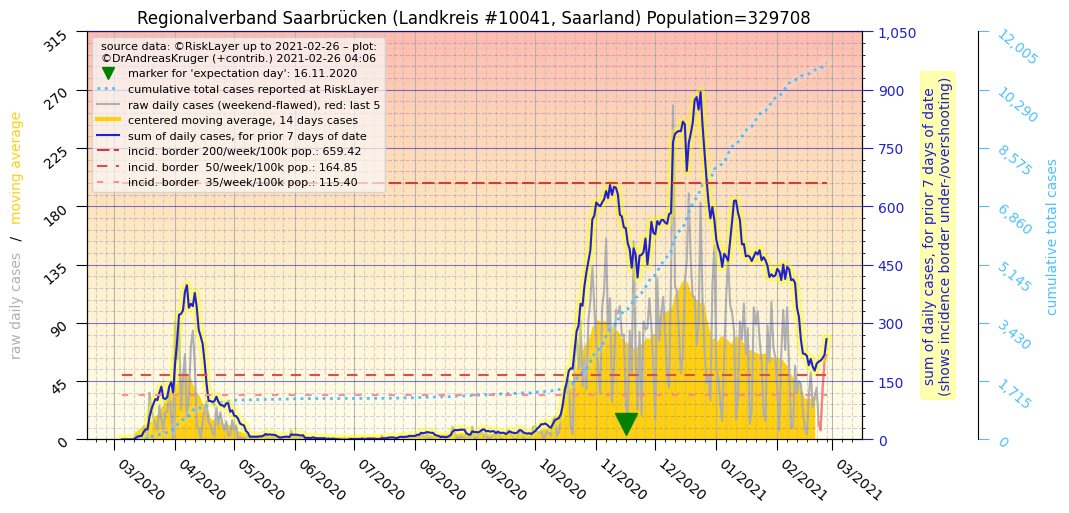 Regionalverband Saarbrücken (Landkreis #10041, Saarland) Population=329708
source data: ©RiskLayer up to 2021-02-26 – plot:
©DrAndreasKruger (+contrib.) 2021-02-26 04:06
marker for 'expectation day': 16.11.2020
cumulative total cases reported at RiskLayer
raw daily cases (weekend-flawed), red: last 5
centered moving average, 14 days cases
sum of daily cases, for prior 7 days of date
incid. border 200/week/100k pop.: 659.42
incid. border  50/week/100k pop.: 164.85
incid. border  35/week/100k pop.: 115.40
raw daily cases / moving average
315
270
225
180
135
90
45
0
03/2020
04/2020
05/2020
06/2020
07/2020
08/2020
09/2020
10/2020
11/2020
12/2020
01/2021
02/2021
03/2021
1,050
900
750
600
450
300
150
0
sum of daily cases, for prior 7 days of date
(shows incidence border under-/overshooting)
12,005
10,290
8,575
6,860
5,145
3,430
1,715
0
cumulative total cases